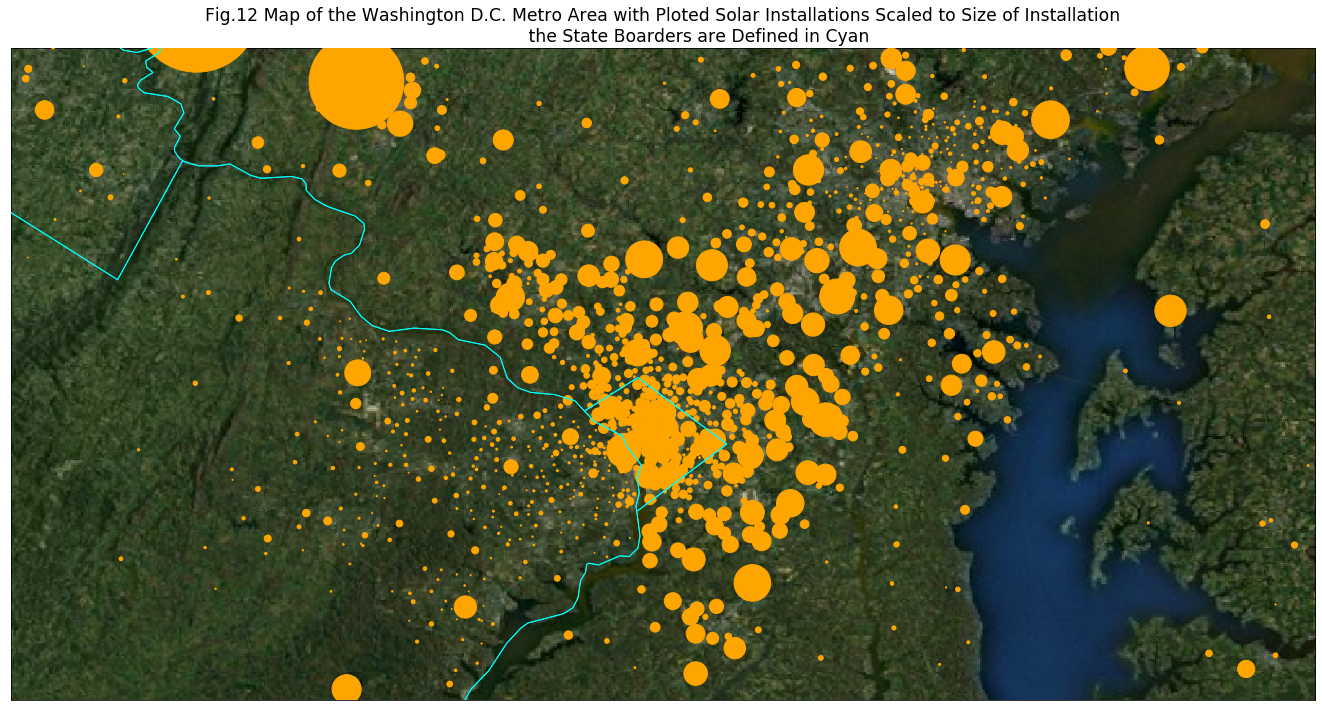 Fig.12 Map of the Washington D.C. Metro Area with Ploted Solar Installations Scaled to Size of Installation
the State Boarders are Defined in Cyan